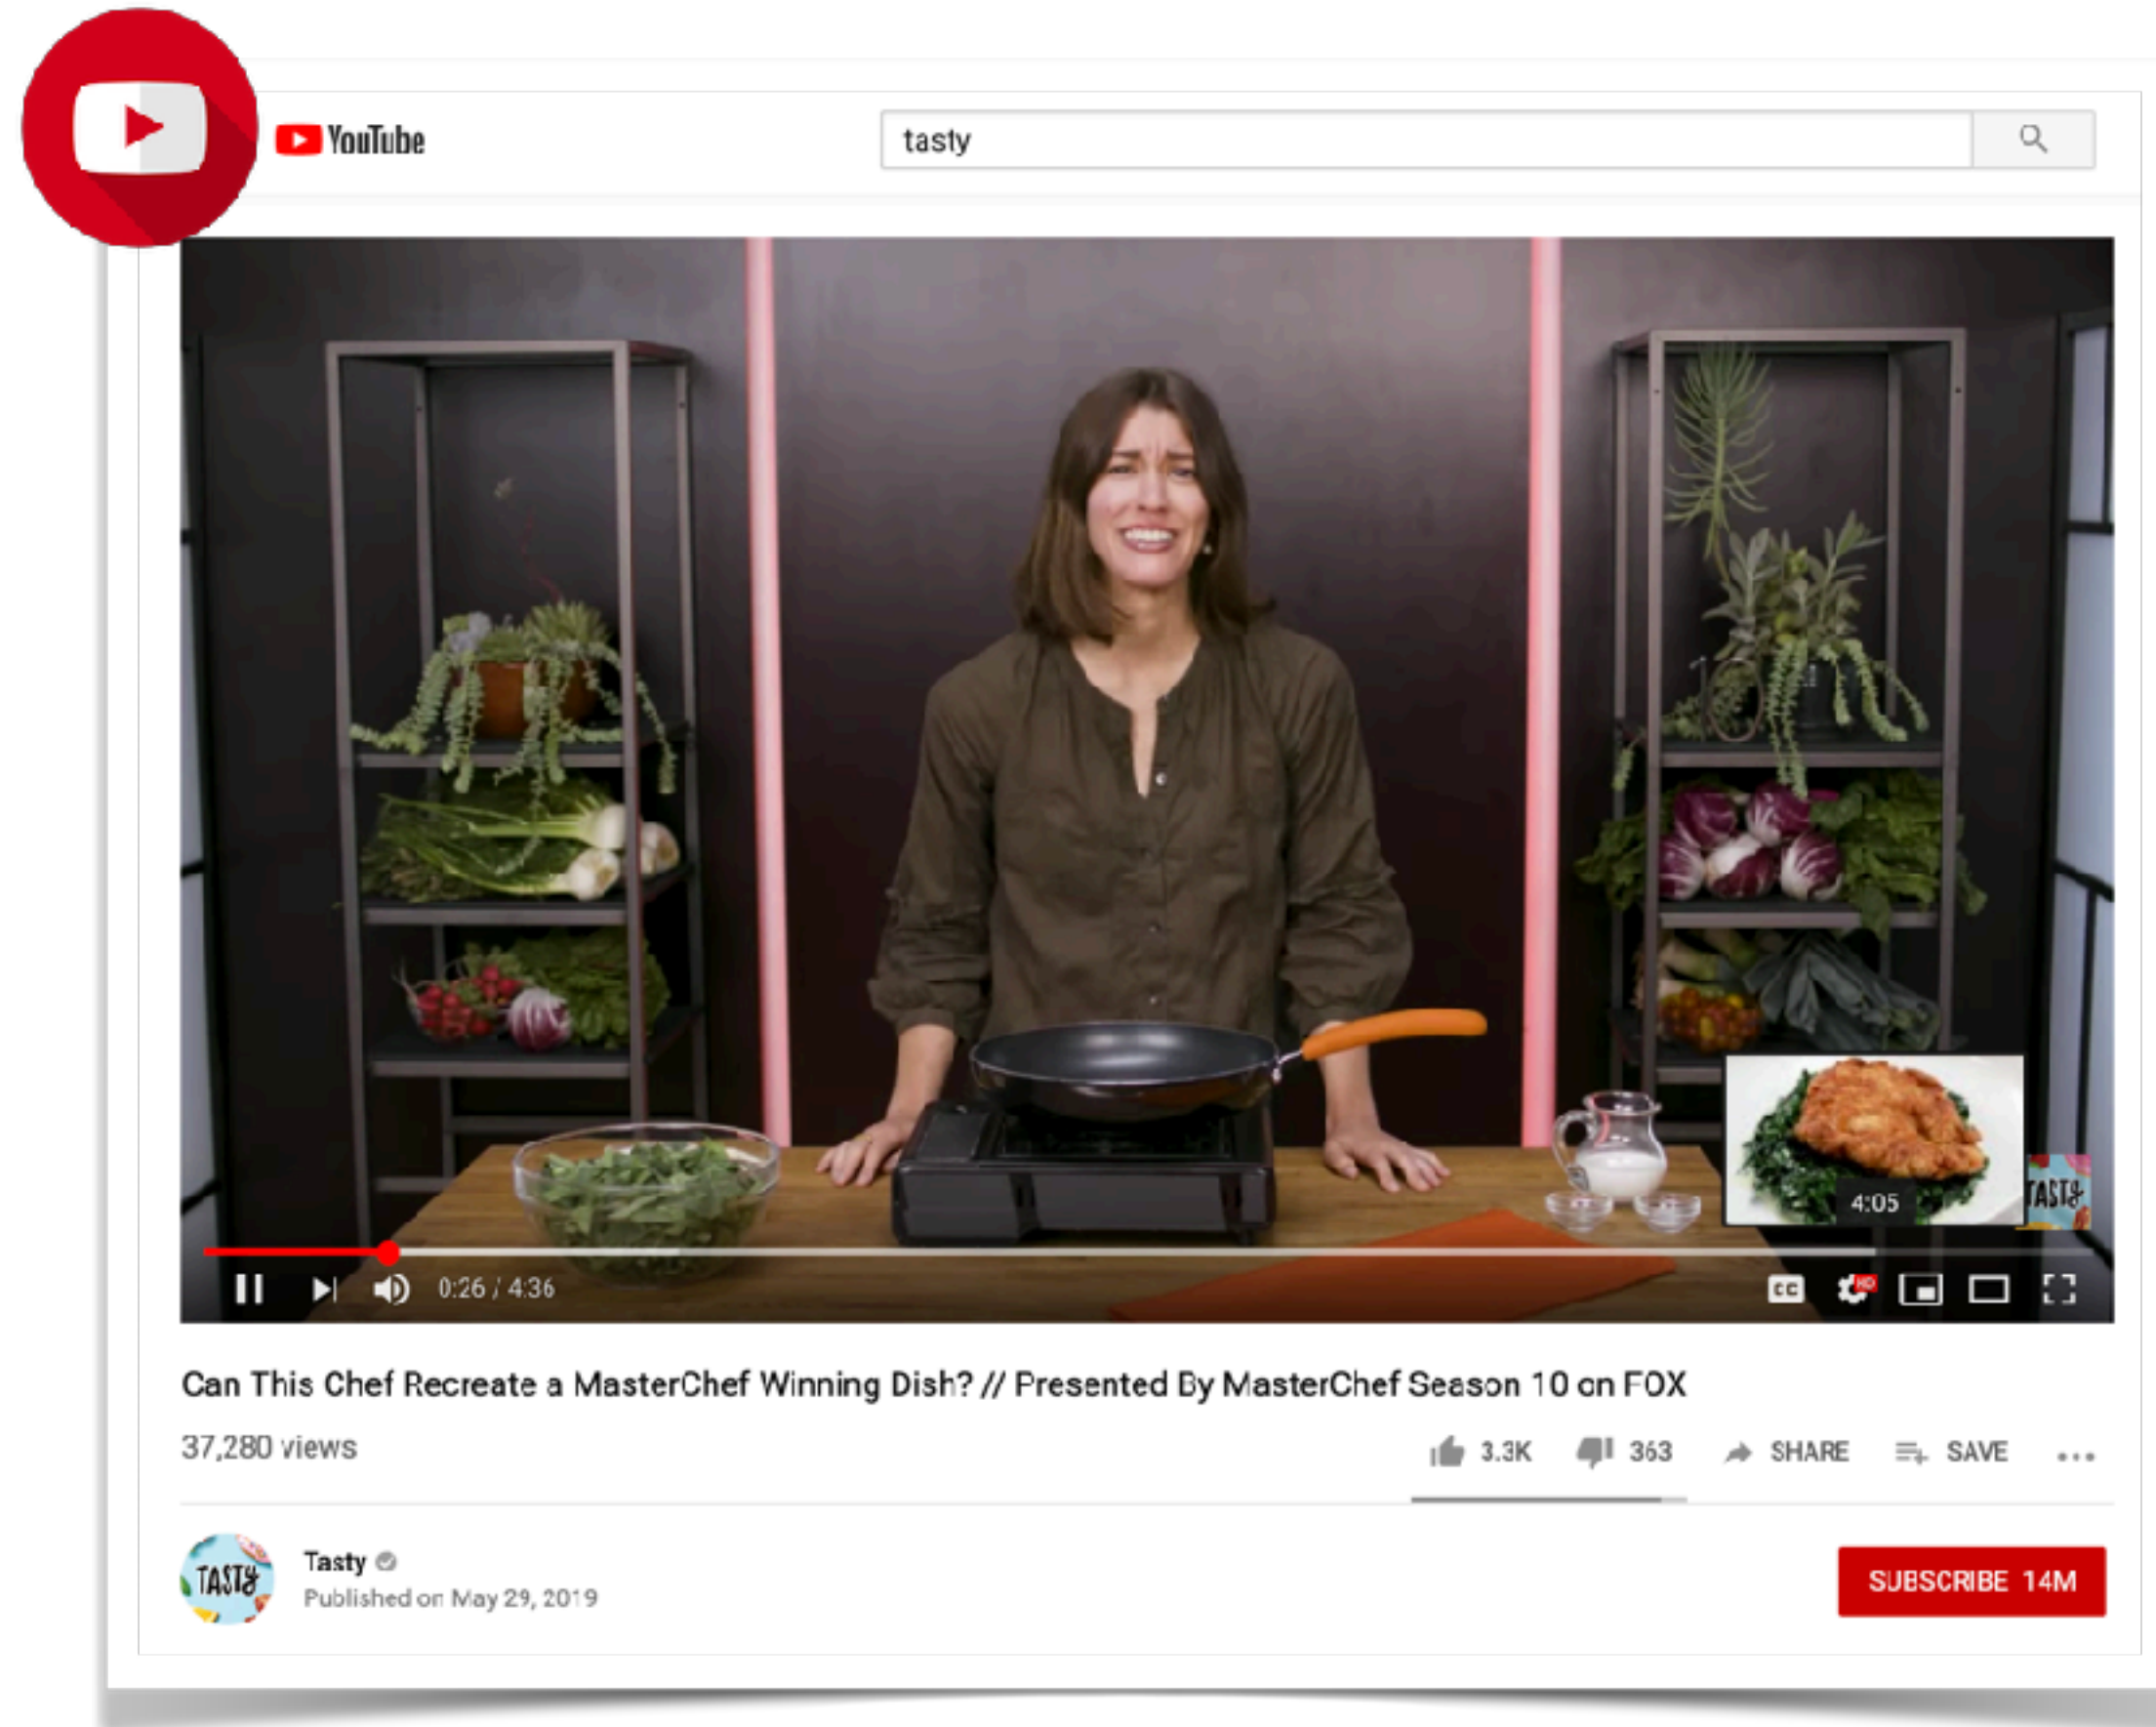 YouTube
tasty
4:05
TASTY
0:26 / 4:36
CC
HD
Can This Chef Recreate a MasterChef Winning Dish? // Presented By MasterChef Season 10 on FOX
37,280 views
3.3K 363 SHARE SAVE
TASTY
Tasty
Published on May 29, 2019
SUBSCRIBE 14M